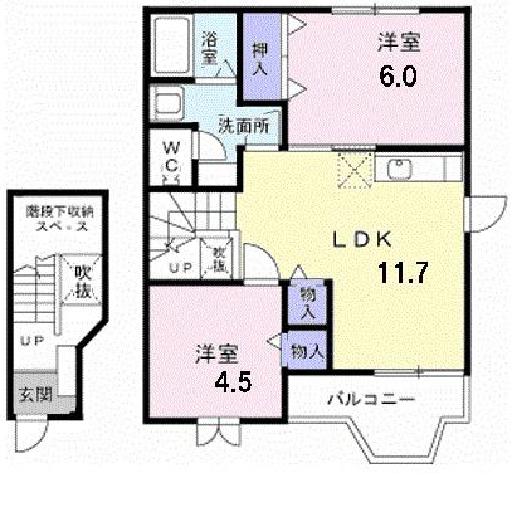 浴室
押入
洋室
6.0
洗面所
WC
LDK
11.7
階段下収納
スペース
吹抜
UP
玄関
UP
吹抜
物入
物入
洋室
4.5
バルコニー